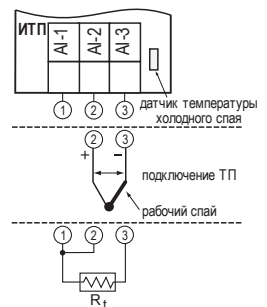 ИТП AI-1 AI-2 AI-3
1 2 3
датчик температуры
холодного спая
2 3
+ –
подключение ТП
рабочий спай
1 2 3
Rt